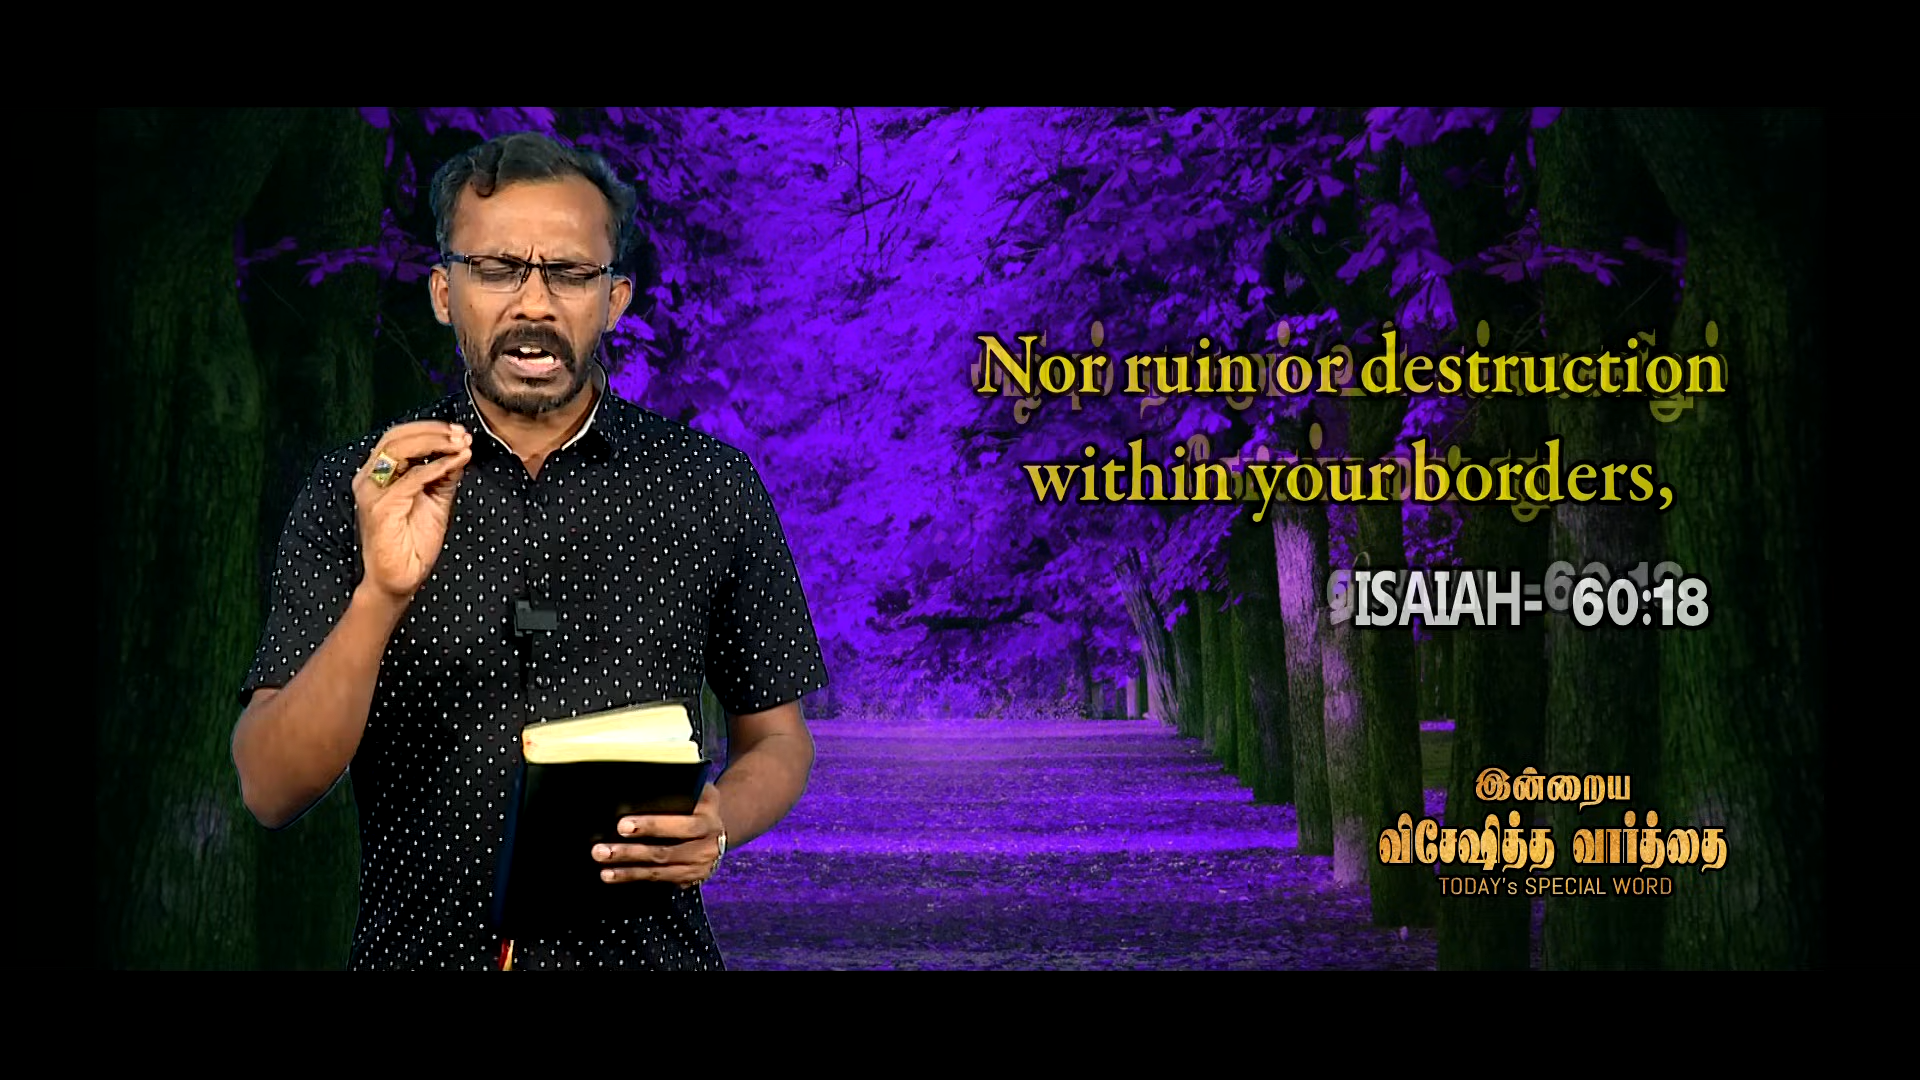 Nor ruin or destruction
within your borders,
ISAIAH- 60:18
இன்றைய
விசேஷித்த வார்த்தை
TODAY's SPECIAL WORD